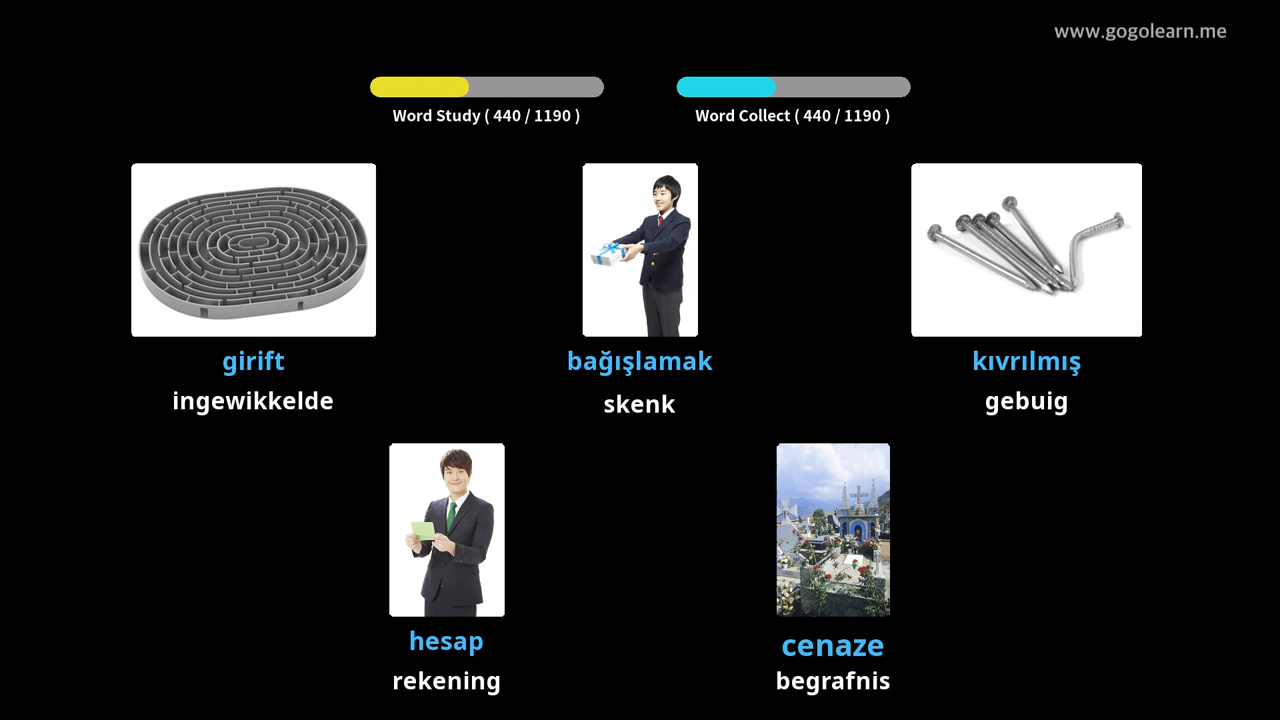 www.gogolearn.me
Word Study ( 440 / 1190 )
Word Collect ( 440 / 1190 )
girift
ingewikkelde
bağışlamak
skenk
kıvrılmış
gebuig
hesap
rekening
cenaze
begrafnis